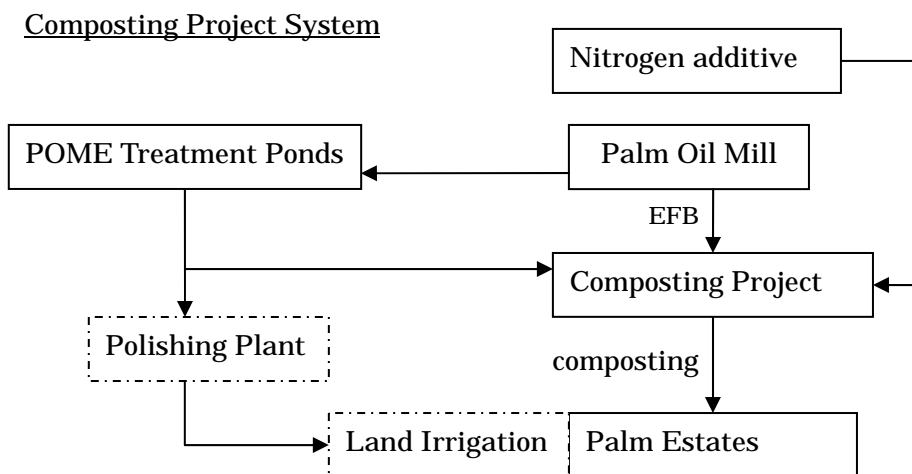 Composting Project System
Nitrogen additive
POME Treatment Ponds
Palm Oil Mill
EFB
Composting Project
Polishing Plant
composting
Land Irrigation
Palm Estates